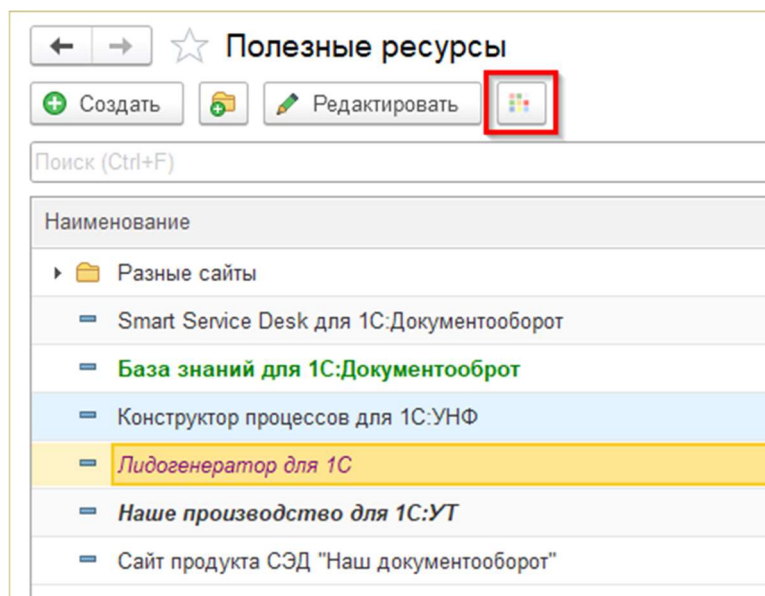 Полезные ресурсы
Создать Редактировать
Поиск (Ctrl+F)
Наименование
Разные сайты
Smart Service Desk для 1С:Документооборот
База знаний для 1С:Документооброт
Конструктор процессов для 1С:УНФ
Лидогенератор для 1С
Наше производство для 1С:УТ
Сайт продукта СЭД "Наш документооборот"